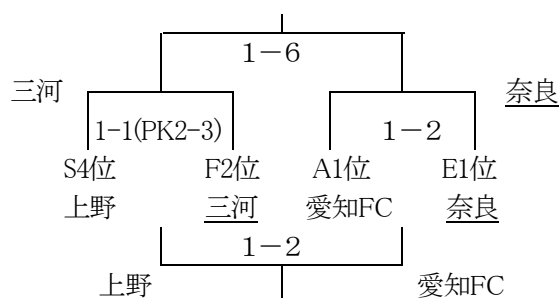 1－6
三河 奈良
1-1(PK2-3) 1－2
S4位 F2位 A1位 E1位
上野 三河 愛知FC 奈良
1－2
上野 愛知FC